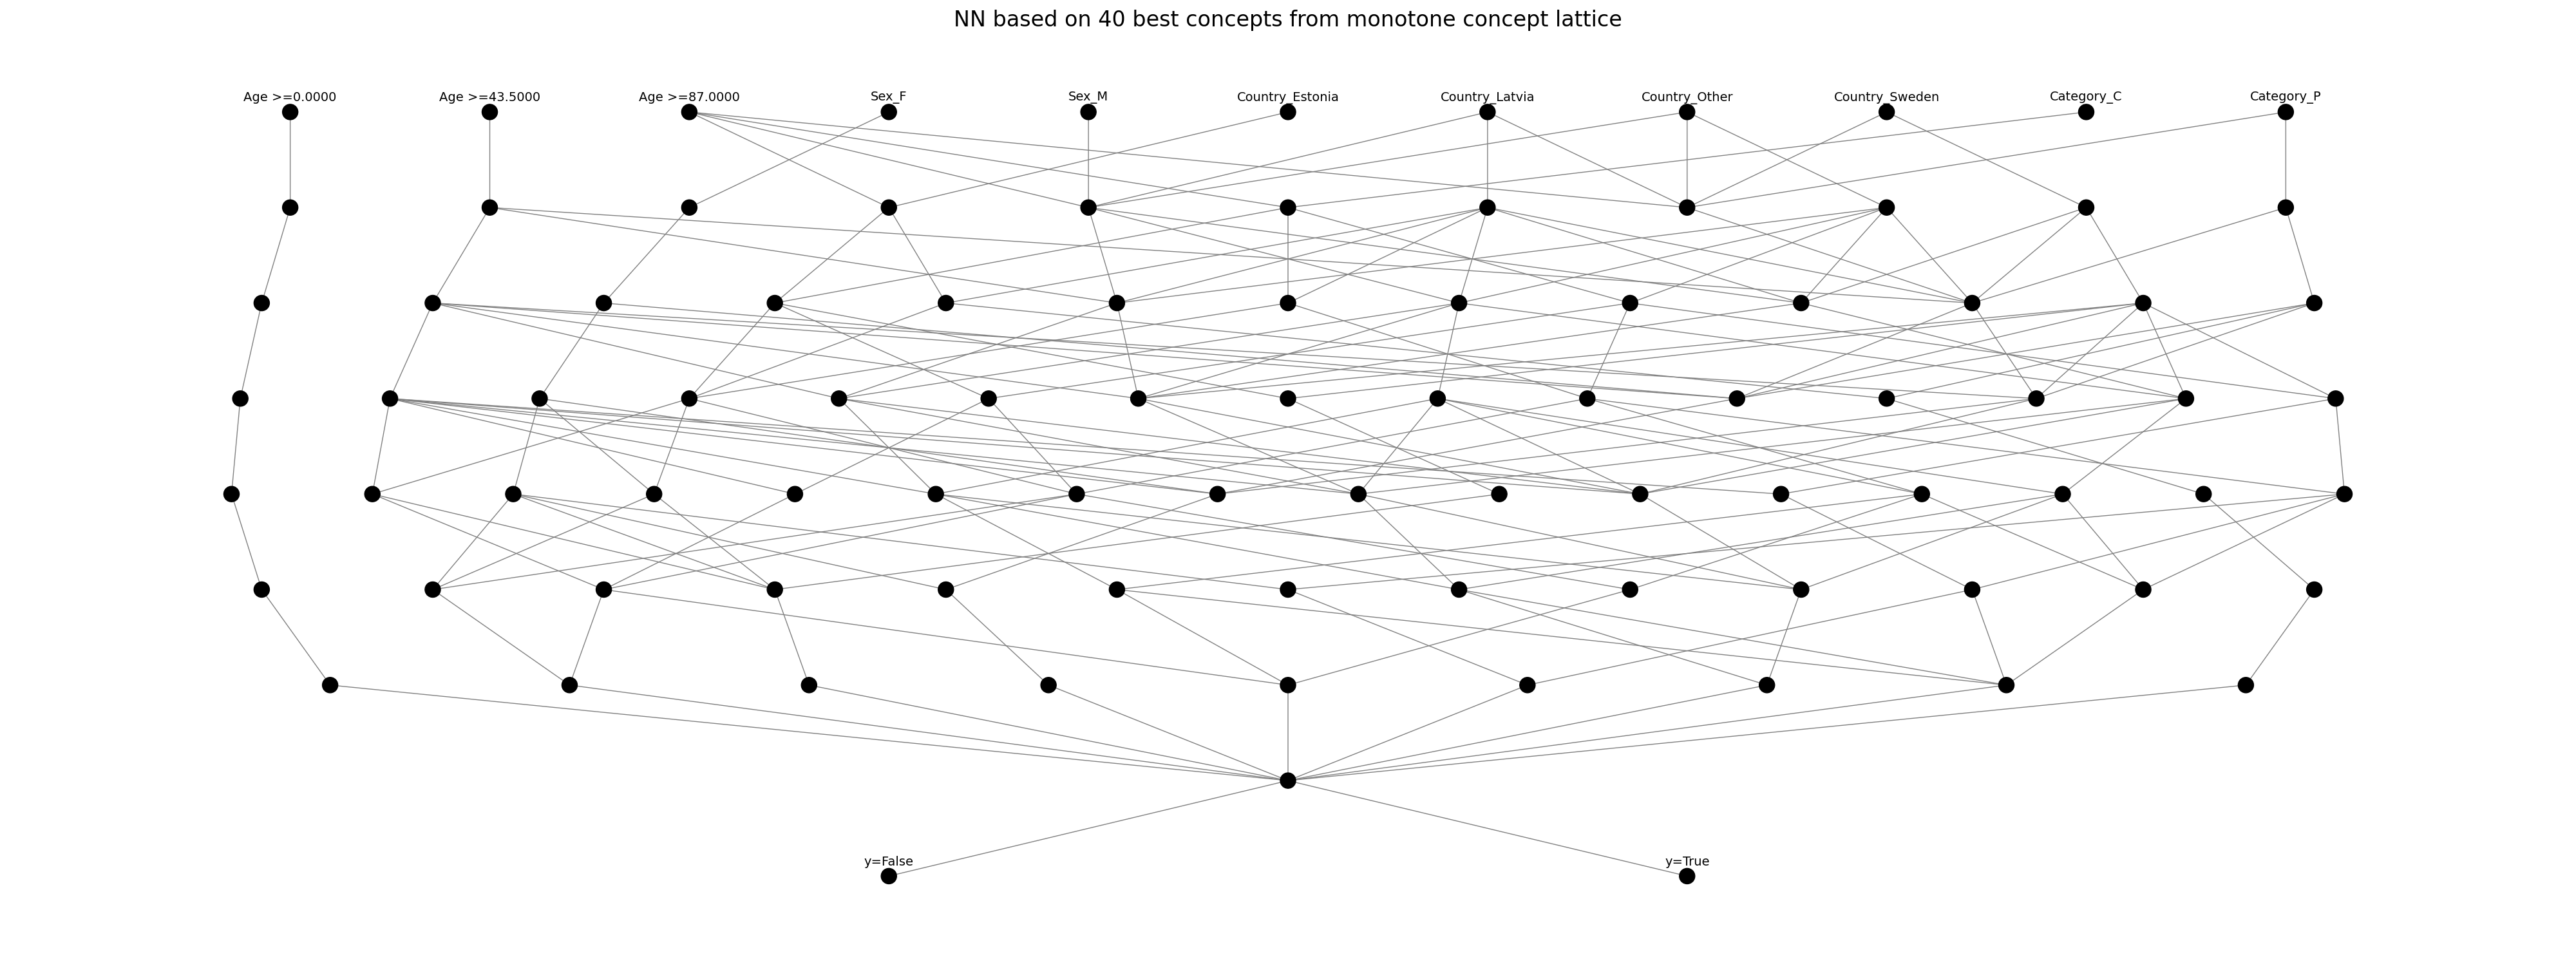 NN based on 40 best concepts from monotone concept lattice
Age >=0.0000 Age >=43.5000 Age >=87.0000 Sex_F Sex_M Country_Estonia Country_Latvia Country_Other Country_Sweden Category_C Category_P
y=False y=True